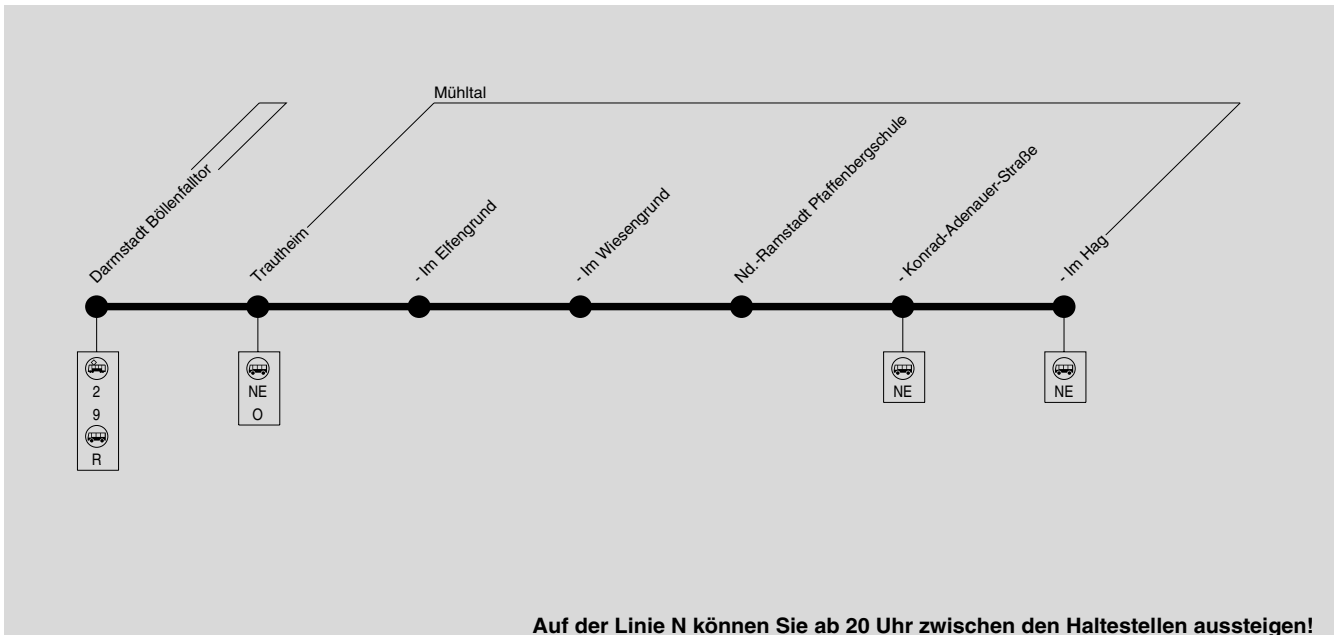 Mühltal
Darmstadt Böllenfalltor
Trautheim
- Im Elfengrund
- Im Wiesengrund
Nd.-Ramstadt Pfaffenbergschule
- Konrad-Adenauer-Straße
- Im Hag
2
9
R
NE
O
NE
NE
Auf der Linie N können Sie ab 20 Uhr zwischen den Haltestellen aussteigen!